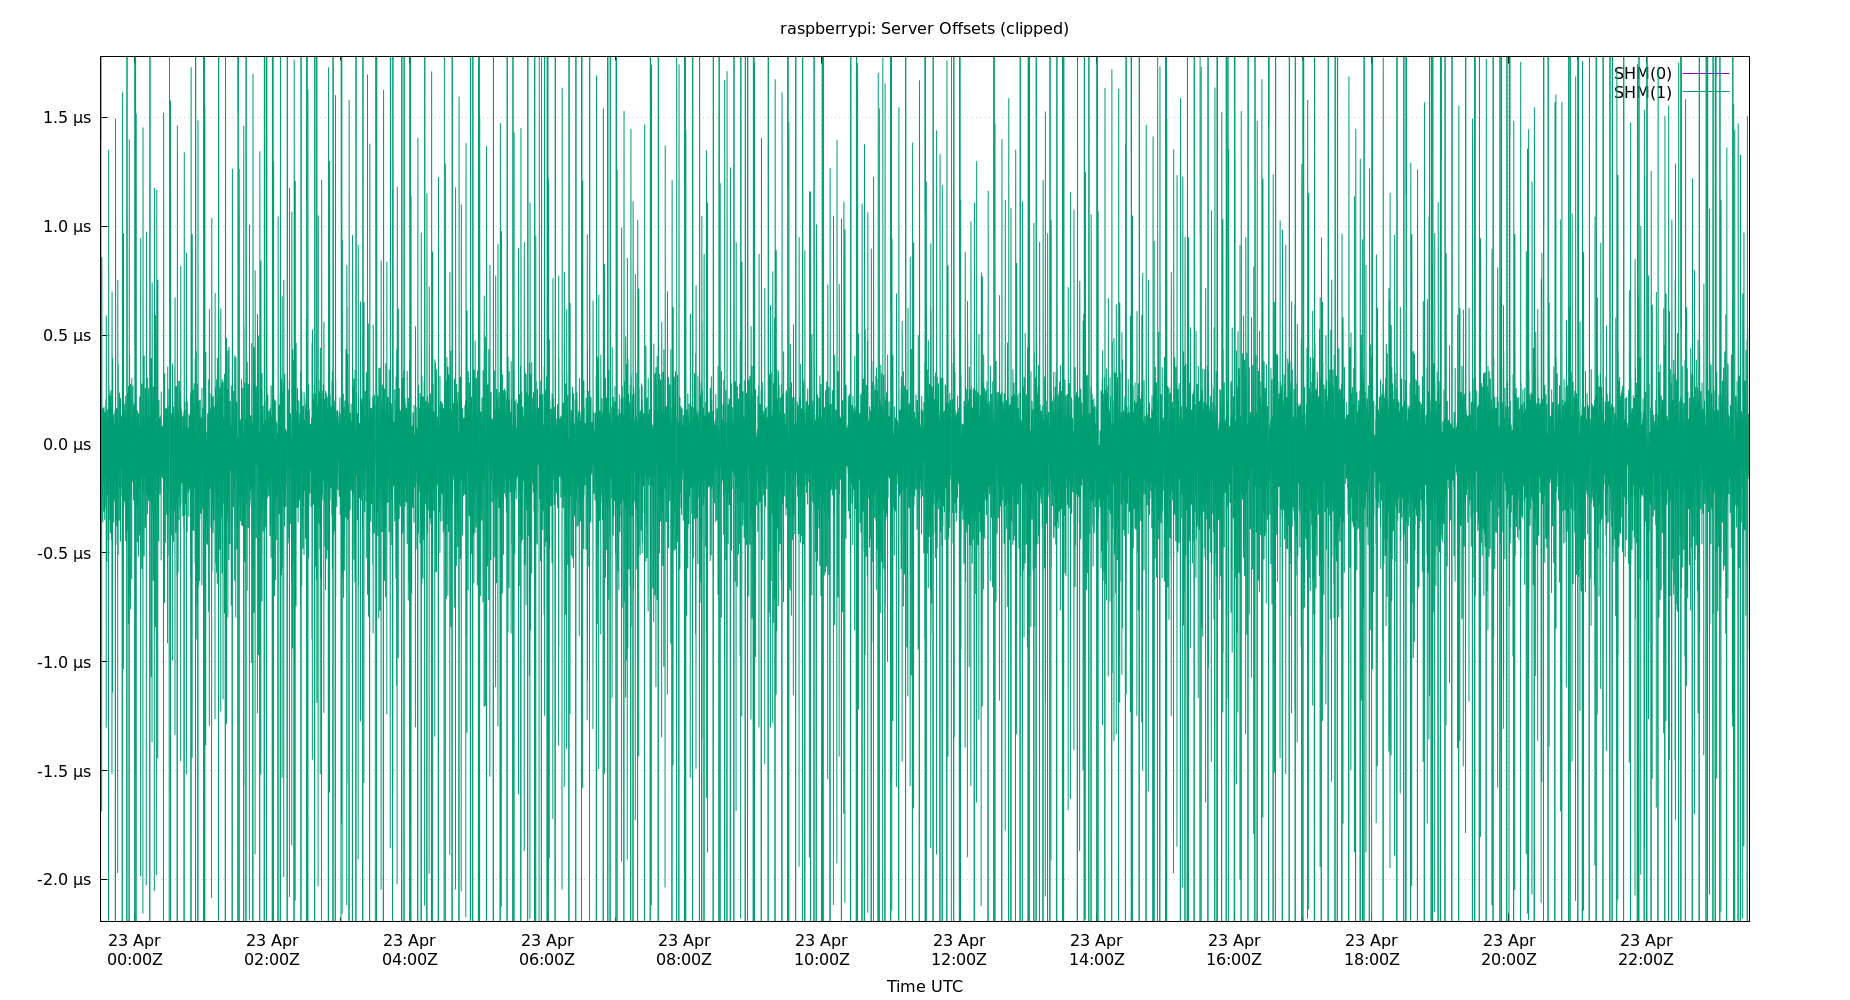 raspberrypi: Server Offsets (clipped)
SHM(0)
SHM(1)
1.5 µs
1.0 µs
0.5 µs
0.0 µs
-0.5 µs
-1.0 µs
-1.5 µs
-2.0 µs
23 Apr 23 Apr 23 Apr 23 Apr 23 Apr 23 Apr 23 Apr 23 Apr 23 Apr 23 Apr 23 Apr 23 Apr
00:00Z 02:00Z 04:00Z 06:00Z 08:00Z 10:00Z 12:00Z 14:00Z 16:00Z 18:00Z 20:00Z 22:00Z
Time UTC